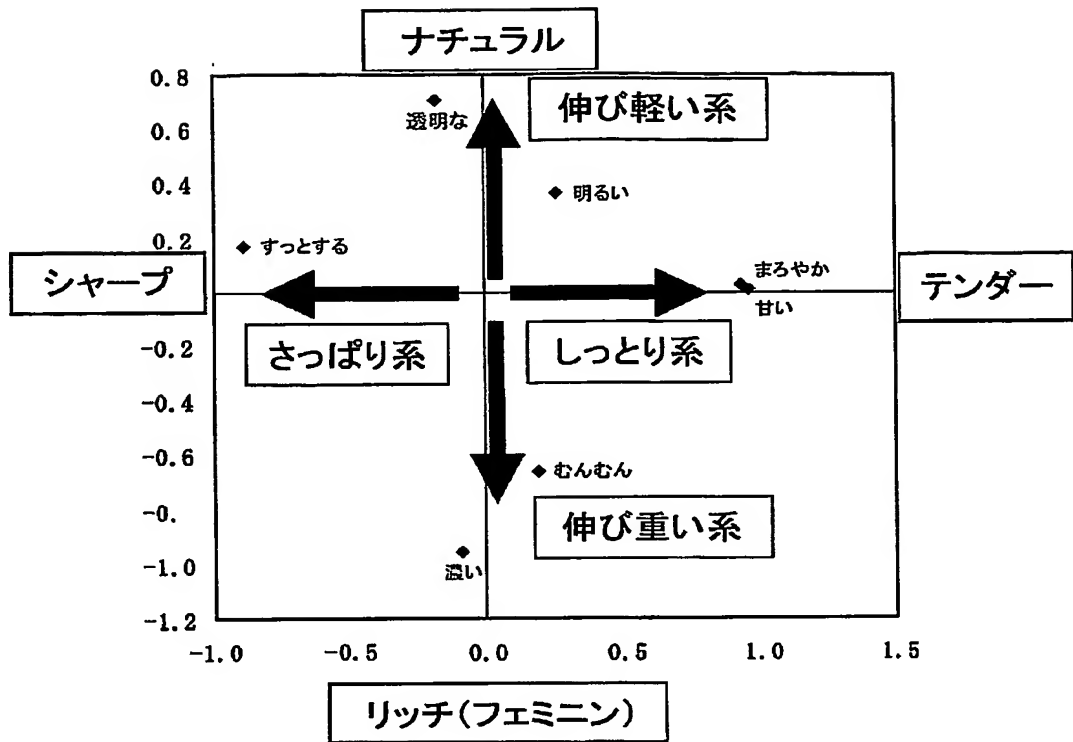 ナチュラル
0.8
伸び軽い系
透明な
0.6
0.4
明るい
0.2
すっとする
シャープ
まろやか
テンダー
甘い
さっぱり系
しっとり系
-0.2
-0.4
-0.6
むんむん
-0.
伸び重い系
濃い
-1.0
-1.2
-1.0 -0.5 0.0 0.5 1.0 1.5
リッチ(フェミニン)